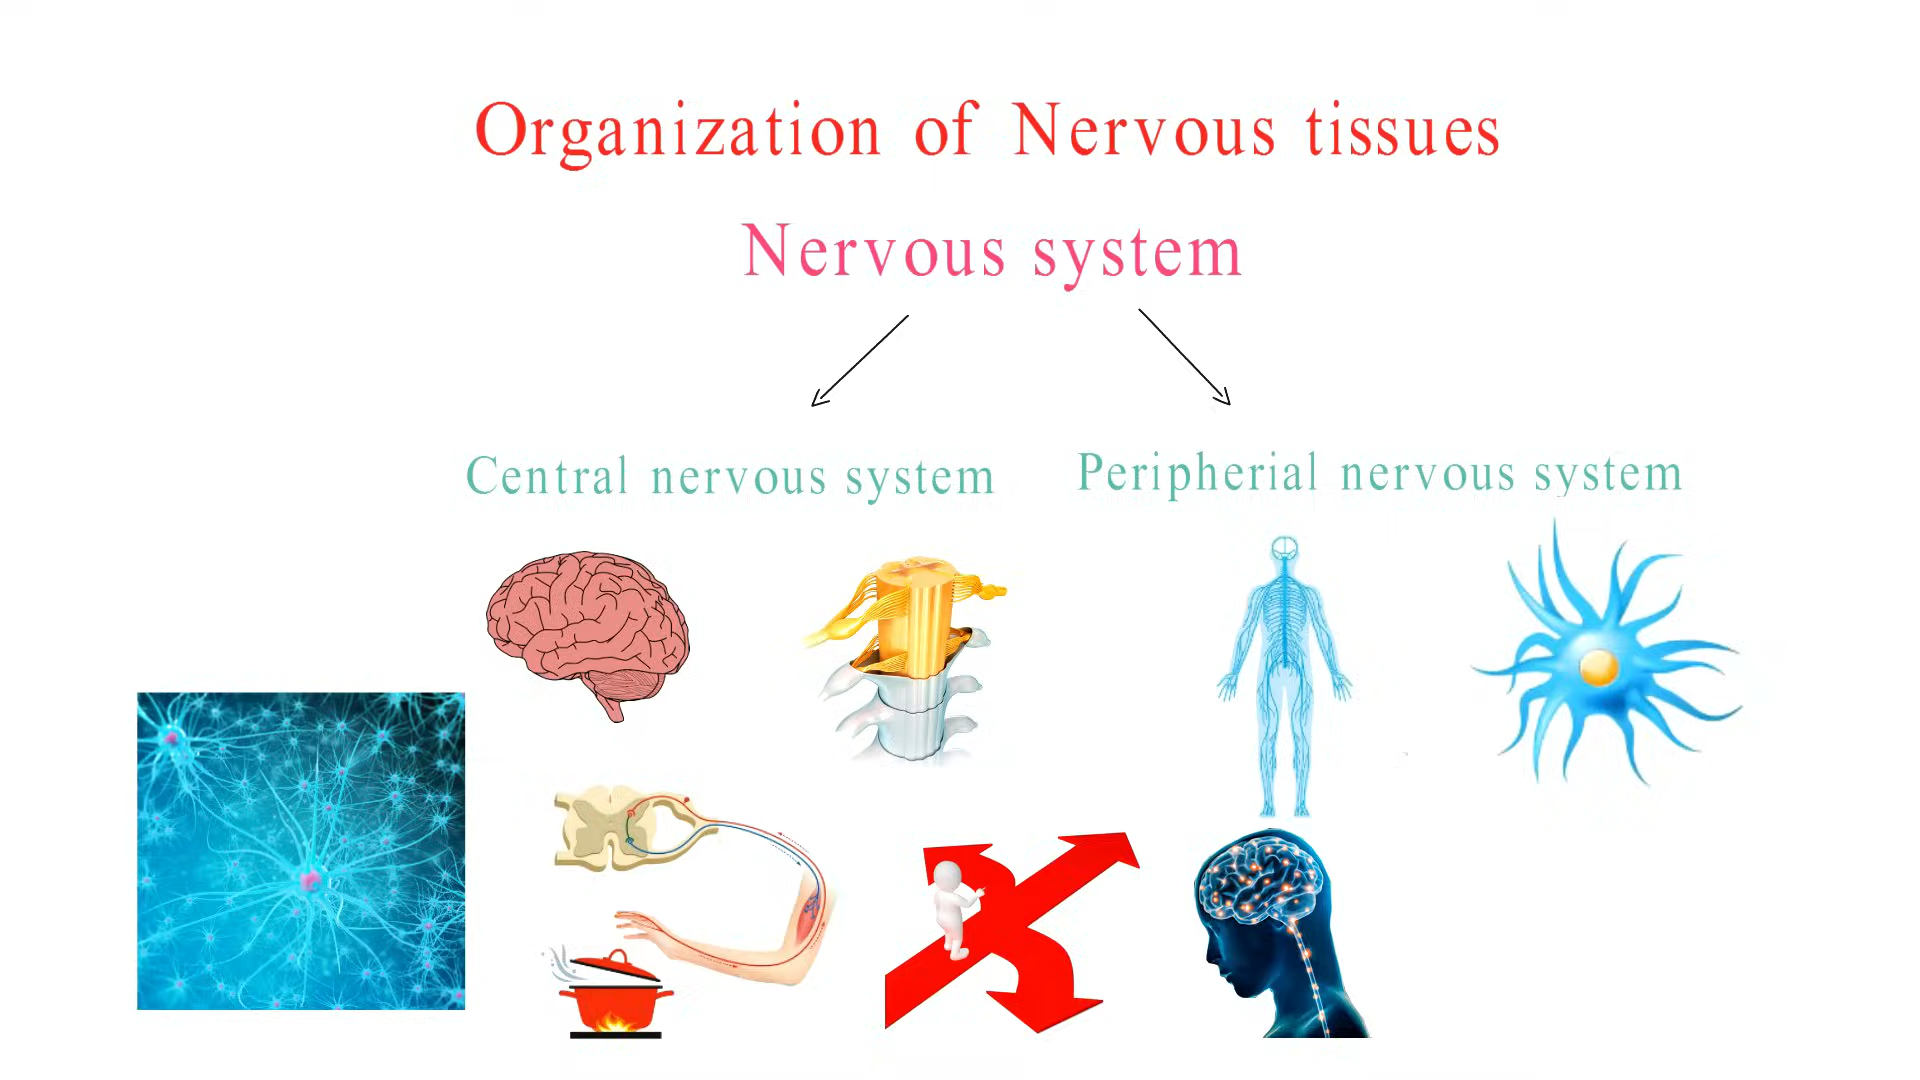 Organization of Nervous tissues
Nervous system
Central nervous system
Peripherial nervous system